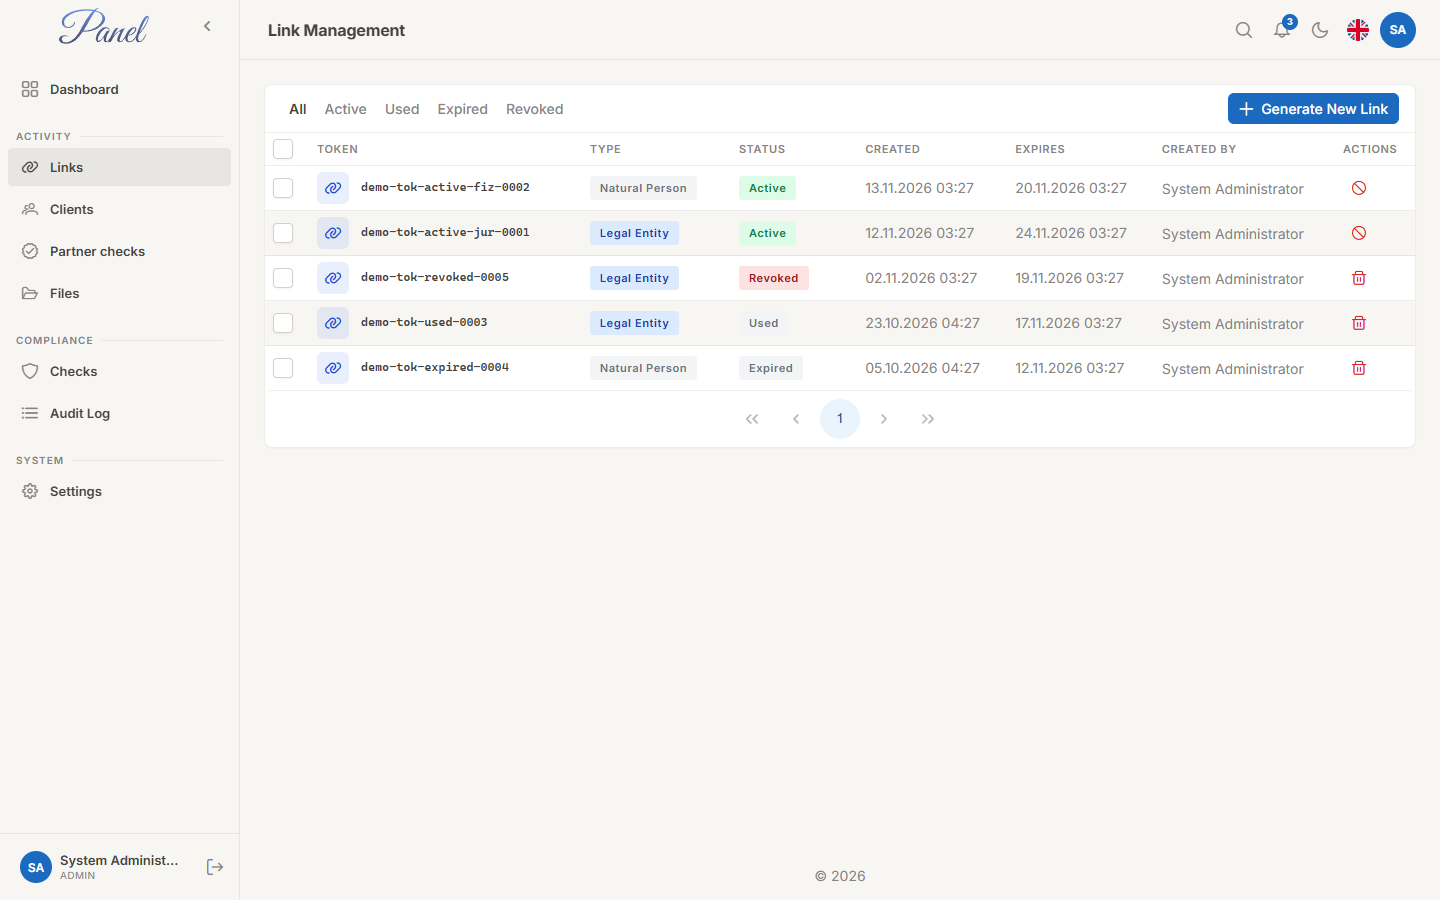 Panel
Link Management
3
SA
Dashboard
ACTIVITY
Links
Clients
Partner checks
Files
COMPLIANCE
Checks
Audit Log
SYSTEM
Settings
All Active Used Expired Revoked
Generate New Link
TOKEN TYPE STATUS CREATED EXPIRES CREATED BY ACTIONS
demo-tok-active-fiz-0002 Natural Person Active 13.11.2026 03:27 20.11.2026 03:27 System Administrator
demo-tok-active-jur-0001 Legal Entity Active 12.11.2026 03:27 24.11.2026 03:27 System Administrator
demo-tok-revoked-0005 Legal Entity Revoked 02.11.2026 03:27 19.11.2026 03:27 System Administrator
demo-tok-used-0003 Legal Entity Used 23.10.2026 04:27 17.11.2026 03:27 System Administrator
demo-tok-expired-0004 Natural Person Expired 05.10.2026 04:27 12.11.2026 03:27 System Administrator
1
SA
System Administ...
ADMIN
© 2026